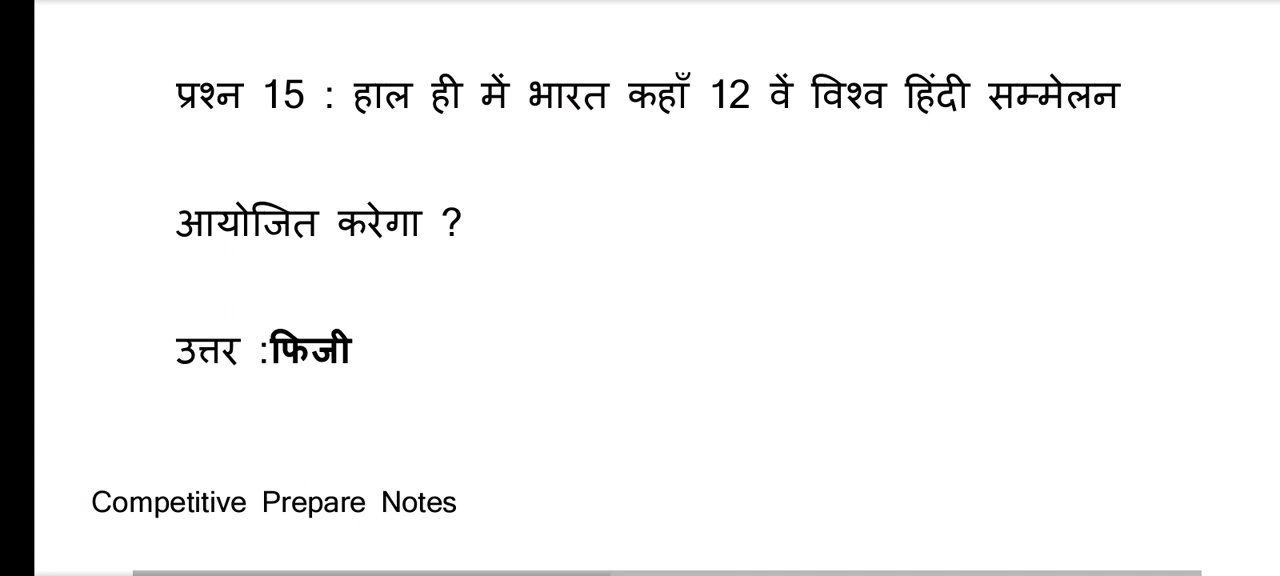 प्रश्न 15 : हाल ही में भारत कहाँ 12 वें विश्व हिंदी सम्मेलन
आयोजित करेगा ?
उत्तर :फिजी
Competitive Prepare Notes